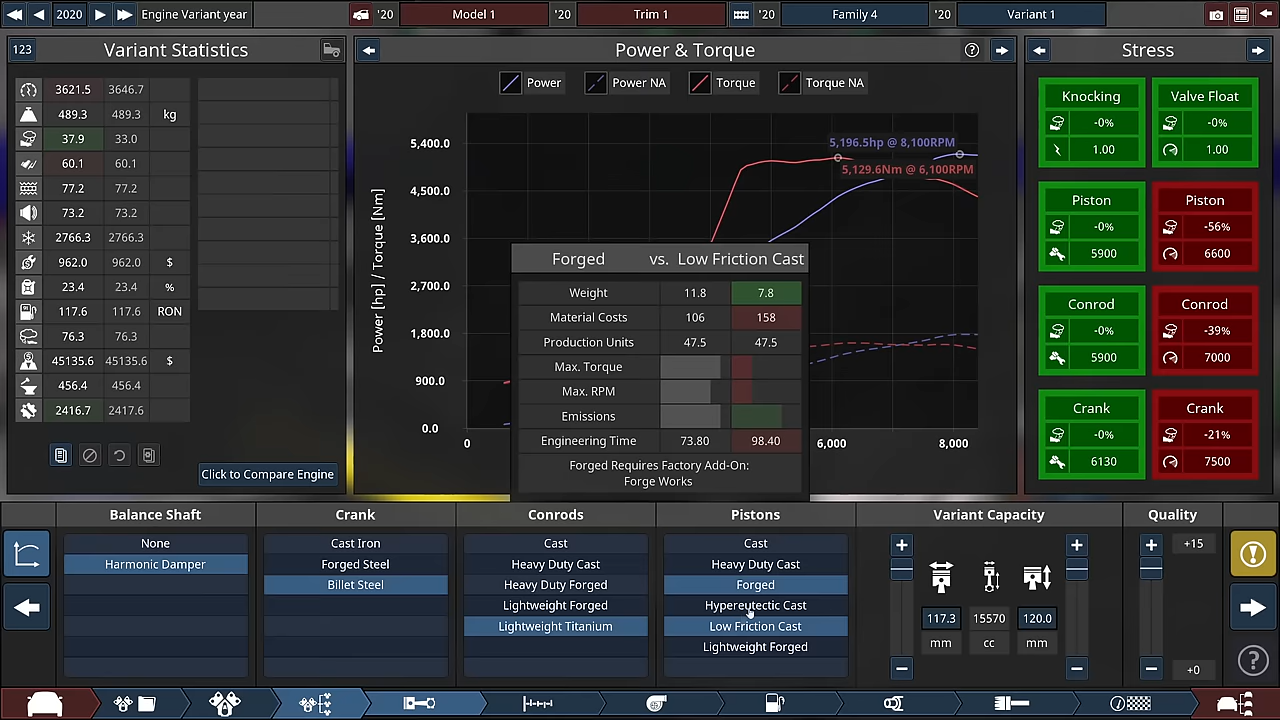 2020 Engine Variant year '20 Model 1 '20 Trim 1 '20 Family 4 '20 Variant 1
123 Variant Statistics
3621.5 3646.7
489.3 489.3 kg
37.9 33.0
60.1 60.1
77.2 77.2
73.2 73.2
2766.3 2766.3
962.0 962.0 $
23.4 23.4 %
117.6 117.6 RON
76.3 76.3
45135.6 45135.6 $
456.4 456.4
2416.7 2417.6
Click to Compare Engine
Power & Torque
Power Power NA Torque Torque NA
Power [hp] / Torque [Nm]
5,400.0
4,500.0
3,600.0
2,700.0
1,800.0
900.0
0.0
0 6,000 8,000
5,196.5hp @ 8,100RPM
5,129.6Nm @ 6,100RPM
Forged vs. Low Friction Cast
Weight 11.8 7.8
Material Costs 106 158
Production Units 47.5 47.5
Max. Torque
Max. RPM
Emissions
Engineering Time 73.80 98.40
Forged Requires Factory Add-On:
Forge Works
Stress
Knocking Valve Float
-0% -0%
1.00 1.00
Piston Piston
-0% -56%
5900 6600
Conrod Conrod
-0% -39%
5900 7000
Crank Crank
-0% -21%
6130 7500
Balance Shaft
None
Harmonic Damper
Crank
Cast Iron
Forged Steel
Billet Steel
Conrods
Cast
Heavy Duty Cast
Heavy Duty Forged
Lightweight Forged
Lightweight Titanium
Pistons
Cast
Heavy Duty Cast
Forged
Hypereutectic Cast
Low Friction Cast
Lightweight Forged
Variant Capacity
117.3 15570 120.0
mm cc mm
Quality
+15
+0